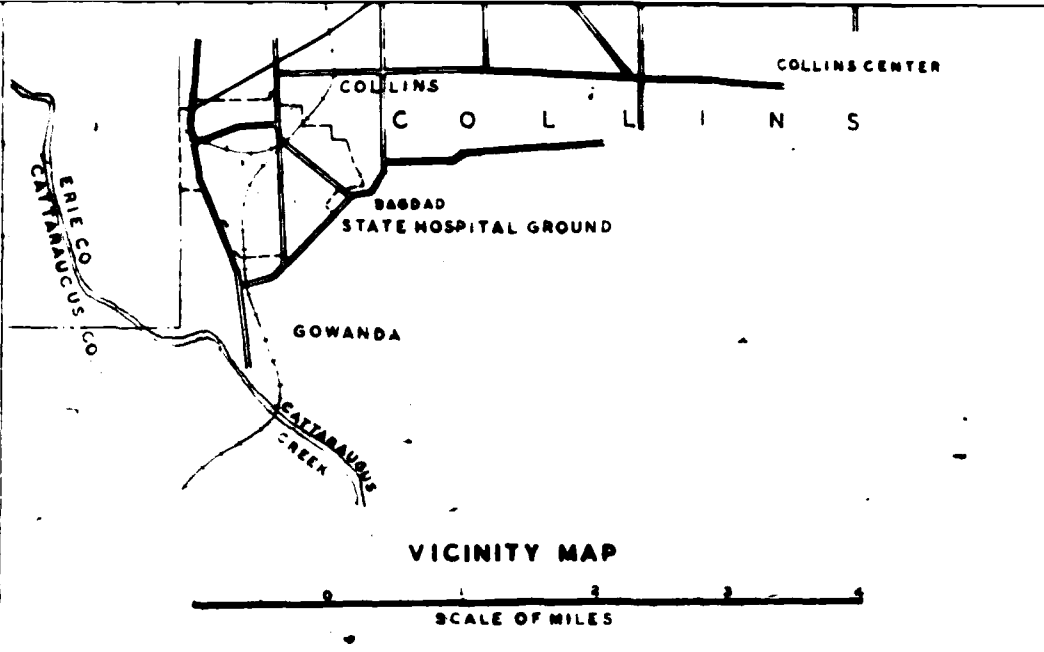 COLLINS CENTER
COLLINS
C O L L I N S
ERIE CO
CATTARAUCUS CO
BAGDAD
STATE HOSPITAL GROUND
GOWANDA
CATTARAUGUS
CREEK
VICINITY MAP
0 1 2 3 4
SCALE OF MILES